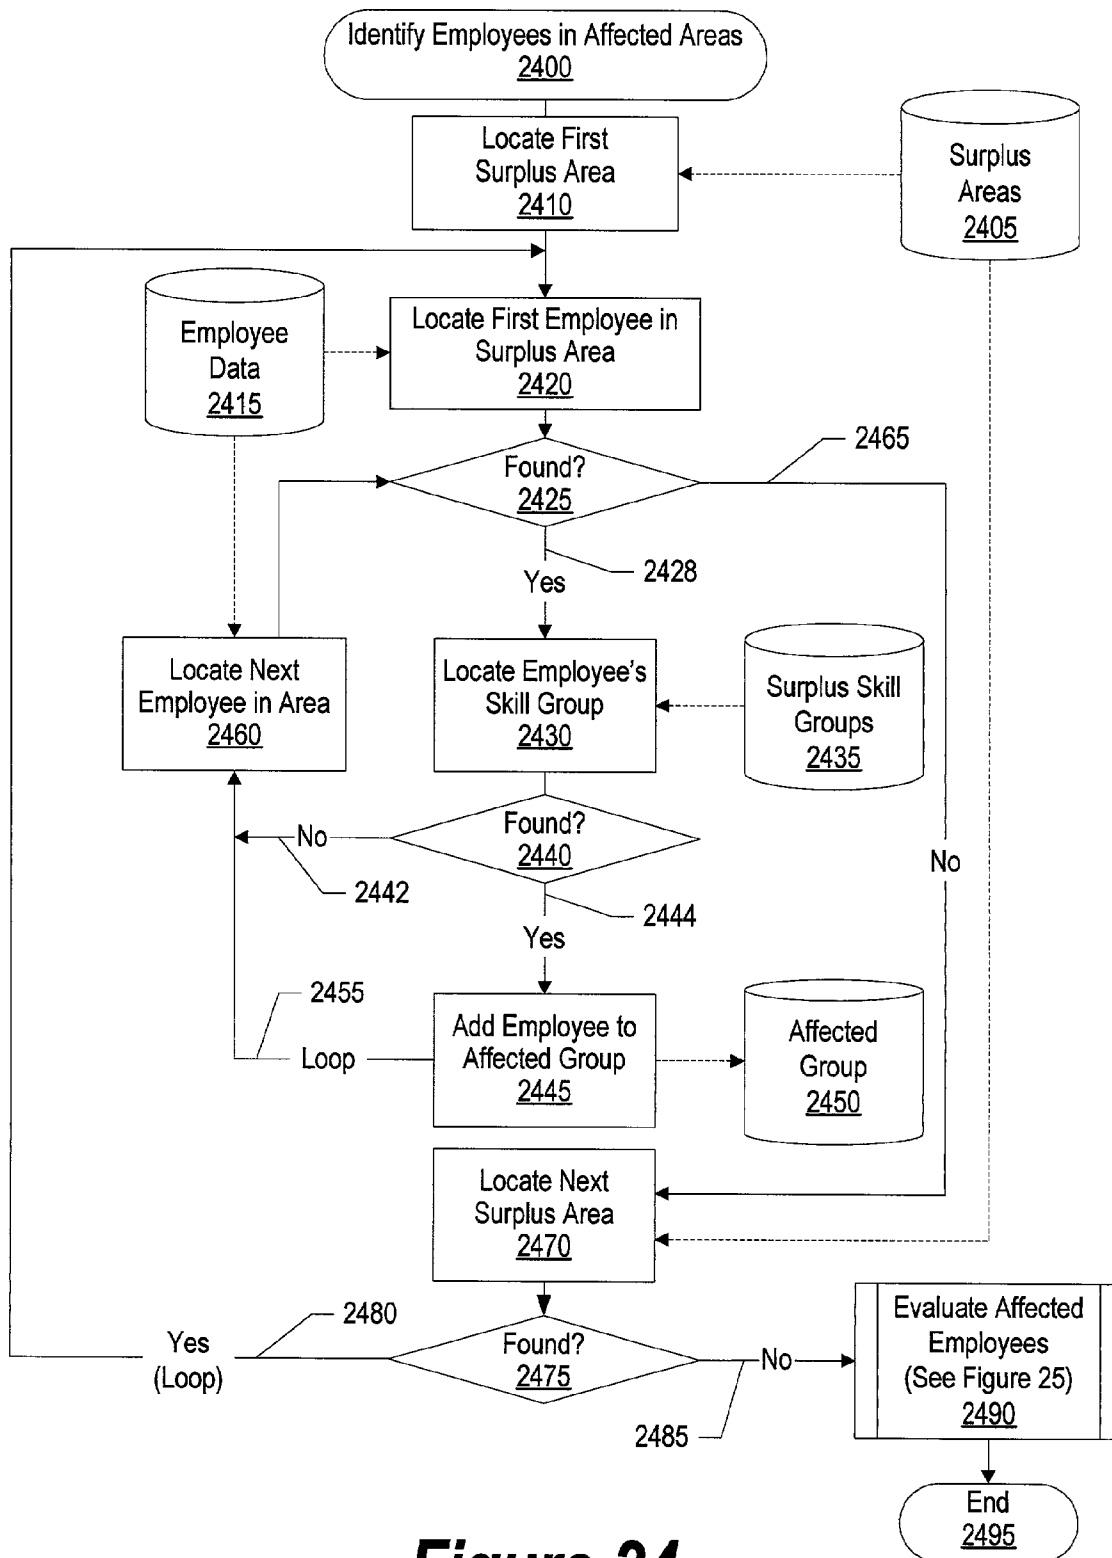 Identify Employees in Affected Areas
2400
Locate First
Surplus Area
2410
Surplus
Areas
2405
Employee
Data
2415
Locate First Employee in
Surplus Area
2420
2465
Found?
2425
2428
Yes
Locate Next
Employee in Area
2460
Locate Employee's
Skill Group
2430
Surplus Skill
Groups
2435
No
Found?
2440
No
2442
2444
Yes
2455
Loop
Add Employee to
Affected Group
2445
Affected
Group
2450
Locate Next
Surplus Area
2470
2480
Yes
(Loop)
Found?
2475
No
2485
Evaluate Affected
Employees
(See Figure 25)
2490
End
2495
Figure 24